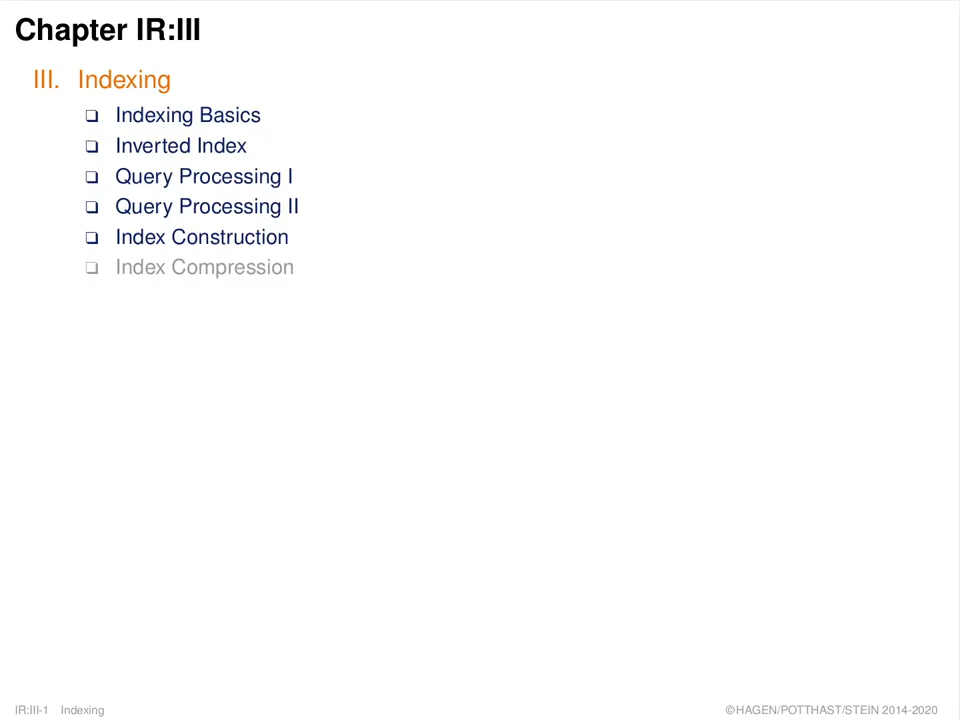 Chapter IR:III
III. Indexing
❏ Indexing Basics
❏ Inverted Index
❏ Query Processing I
❏ Query Processing II
❏ Index Construction
❏ Index Compression
IR:III-1 Indexing ©HAGEN/POTTHAST/STEIN 2014-2020